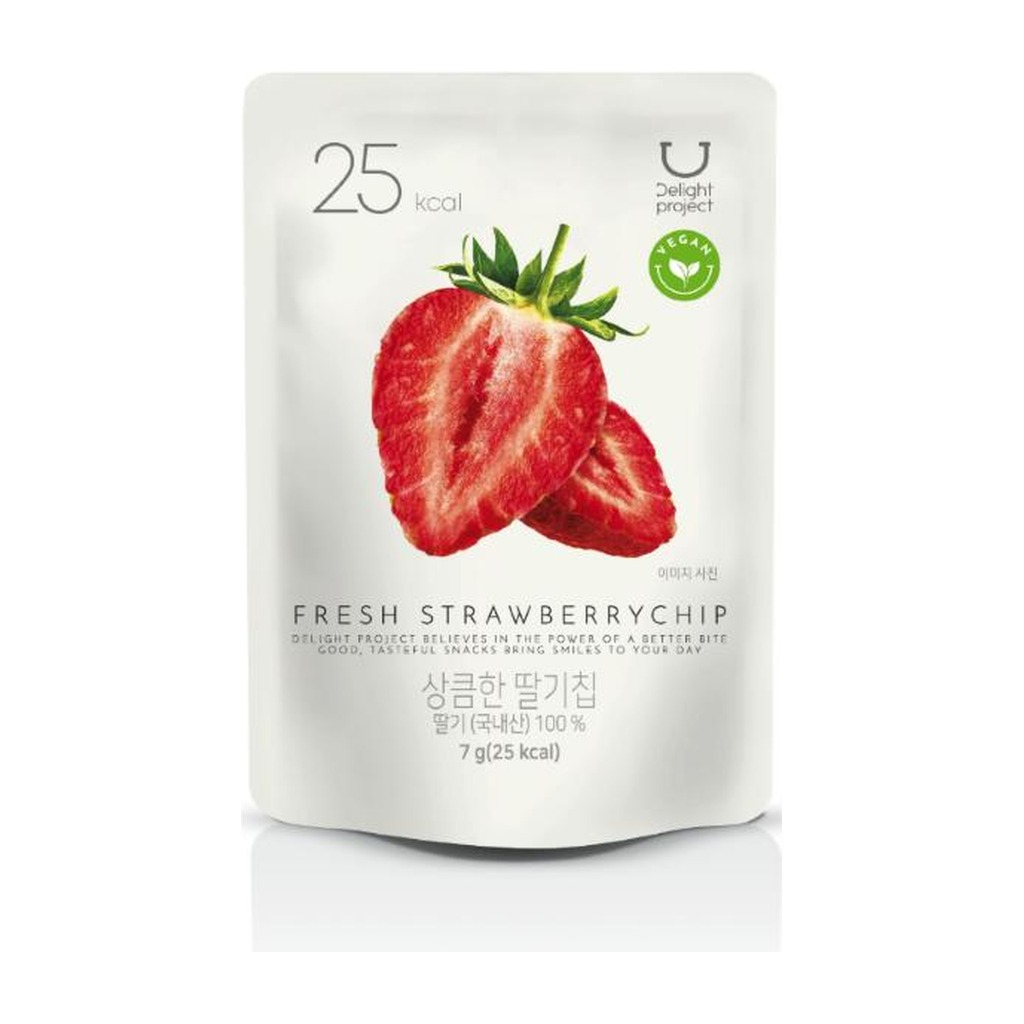 25 kcal
Delight
project
VEGAN
이미지 사진
FRESH STRAWBERRYCHIP
DELIGHT PROJECT BELIEVES IN THE POWER OF A BETTER BITE
GOOD, TASTEFUL SNACKS BRING SMILES TO YOUR DAY
상큼한 딸기칩
딸기 (국내산) 100 %
7 g(25 kcal)